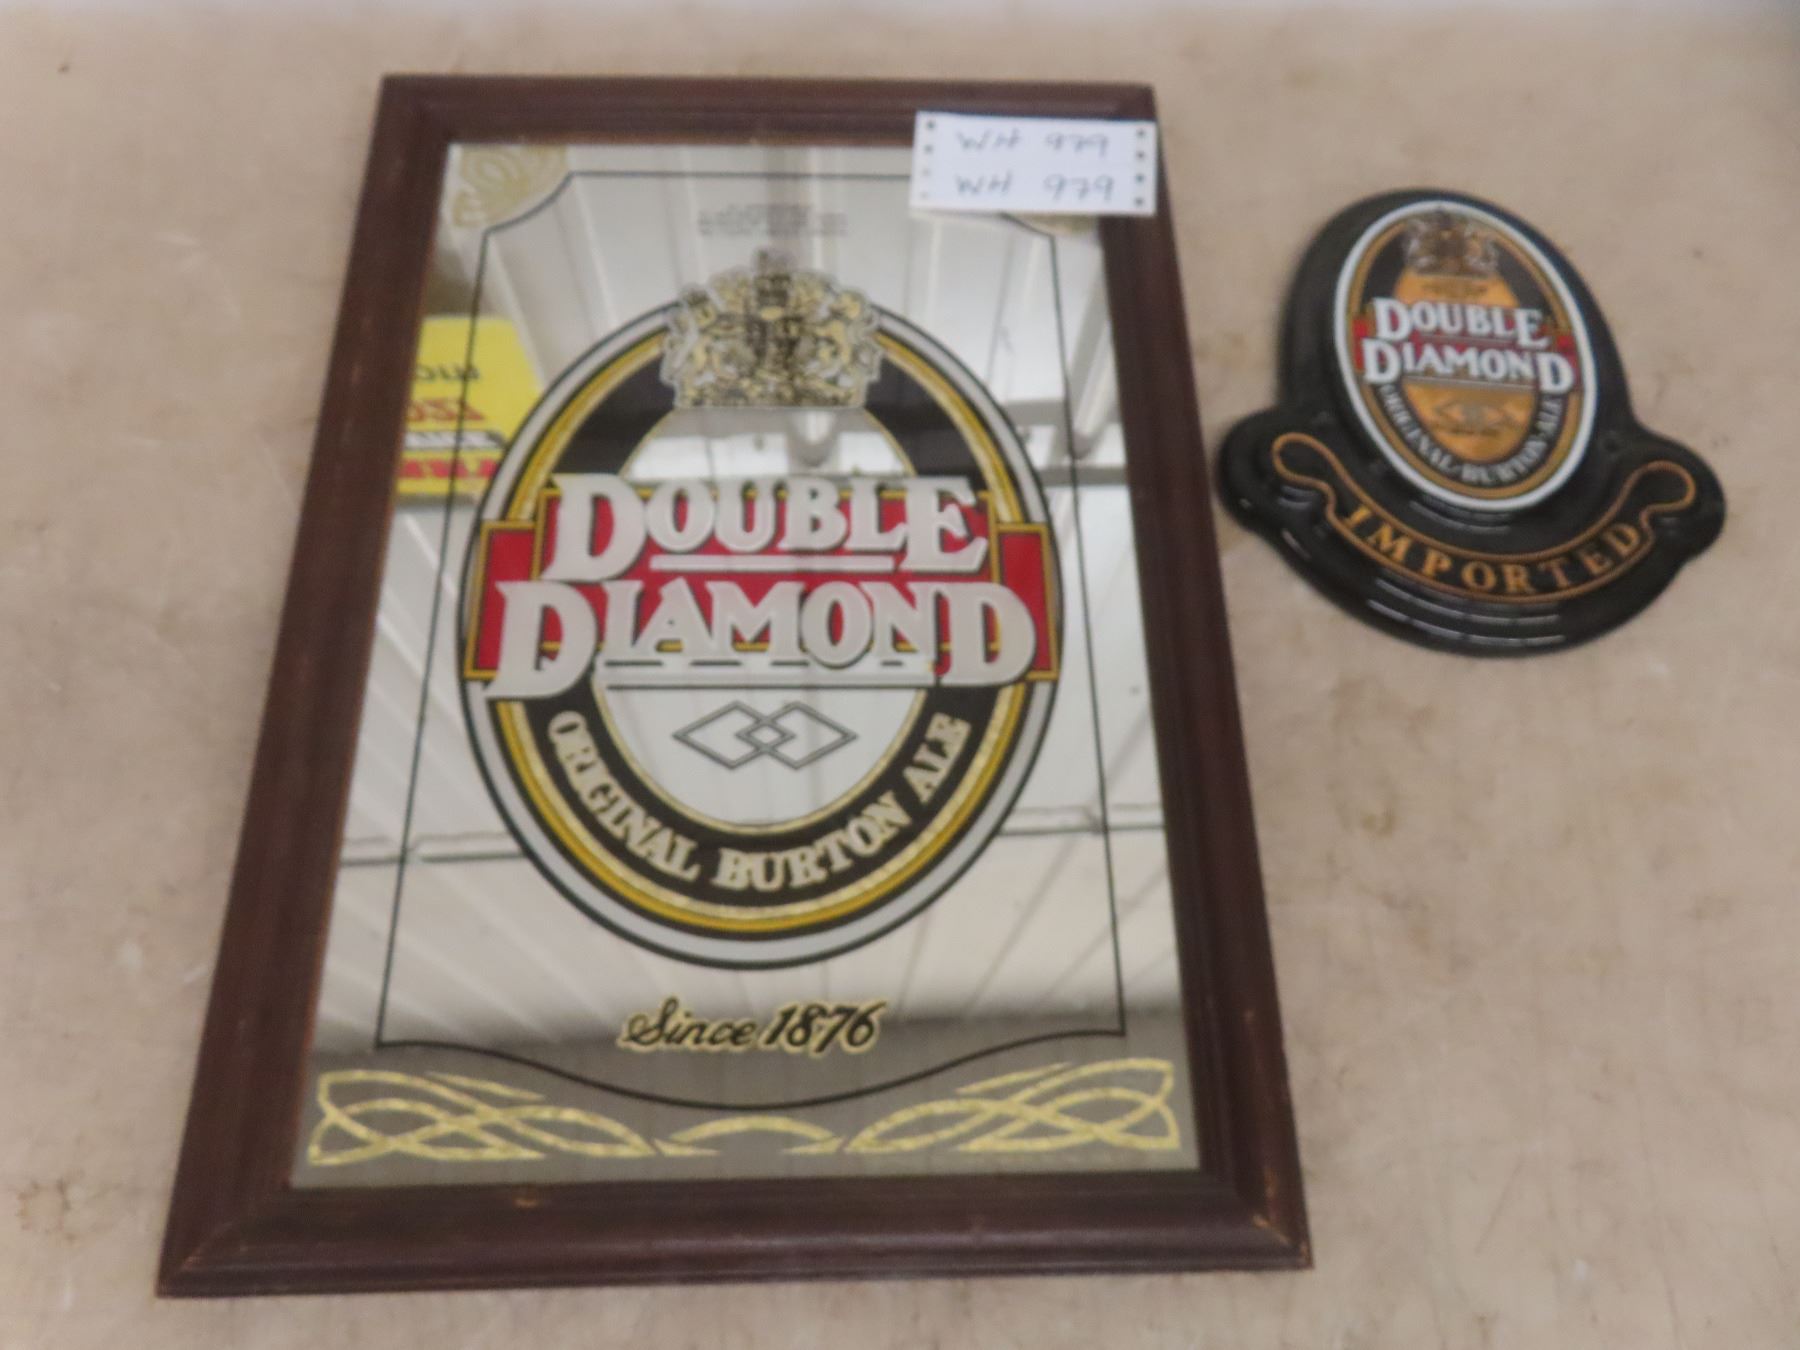 WH 979
WH 979
DOUBLE
DIAMOND
ORIGINAL BURTON ALE
Since 1876
DOUBLE
DIAMOND
ORIGINAL BURTON ALE
IMPORTED